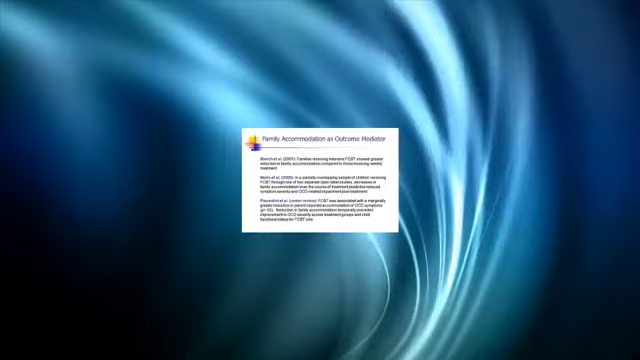 Family Accommodation as Outcome Mediator
Storch et al. (2007): Families receiving intensive FCBT showed greater
reduction in family accommodation compared to those receiving weekly
treatment
Merlo et al. (2009): In a partially-overlapping sample of children receiving
FCBT through one of two separate open label studies, decreases in
family accommodation over the course of treatment predicted reduced
symptom severity and OCD-related impairment post treatment
Piacentini et al. (under review): FCBT was associated with a marginally
greater reduction in parent reported accommodation of OCD symptoms
Reduction in family accommodation temporally preceded
improvement in OCD severity across treatment groups and child
functional status for FCBT only